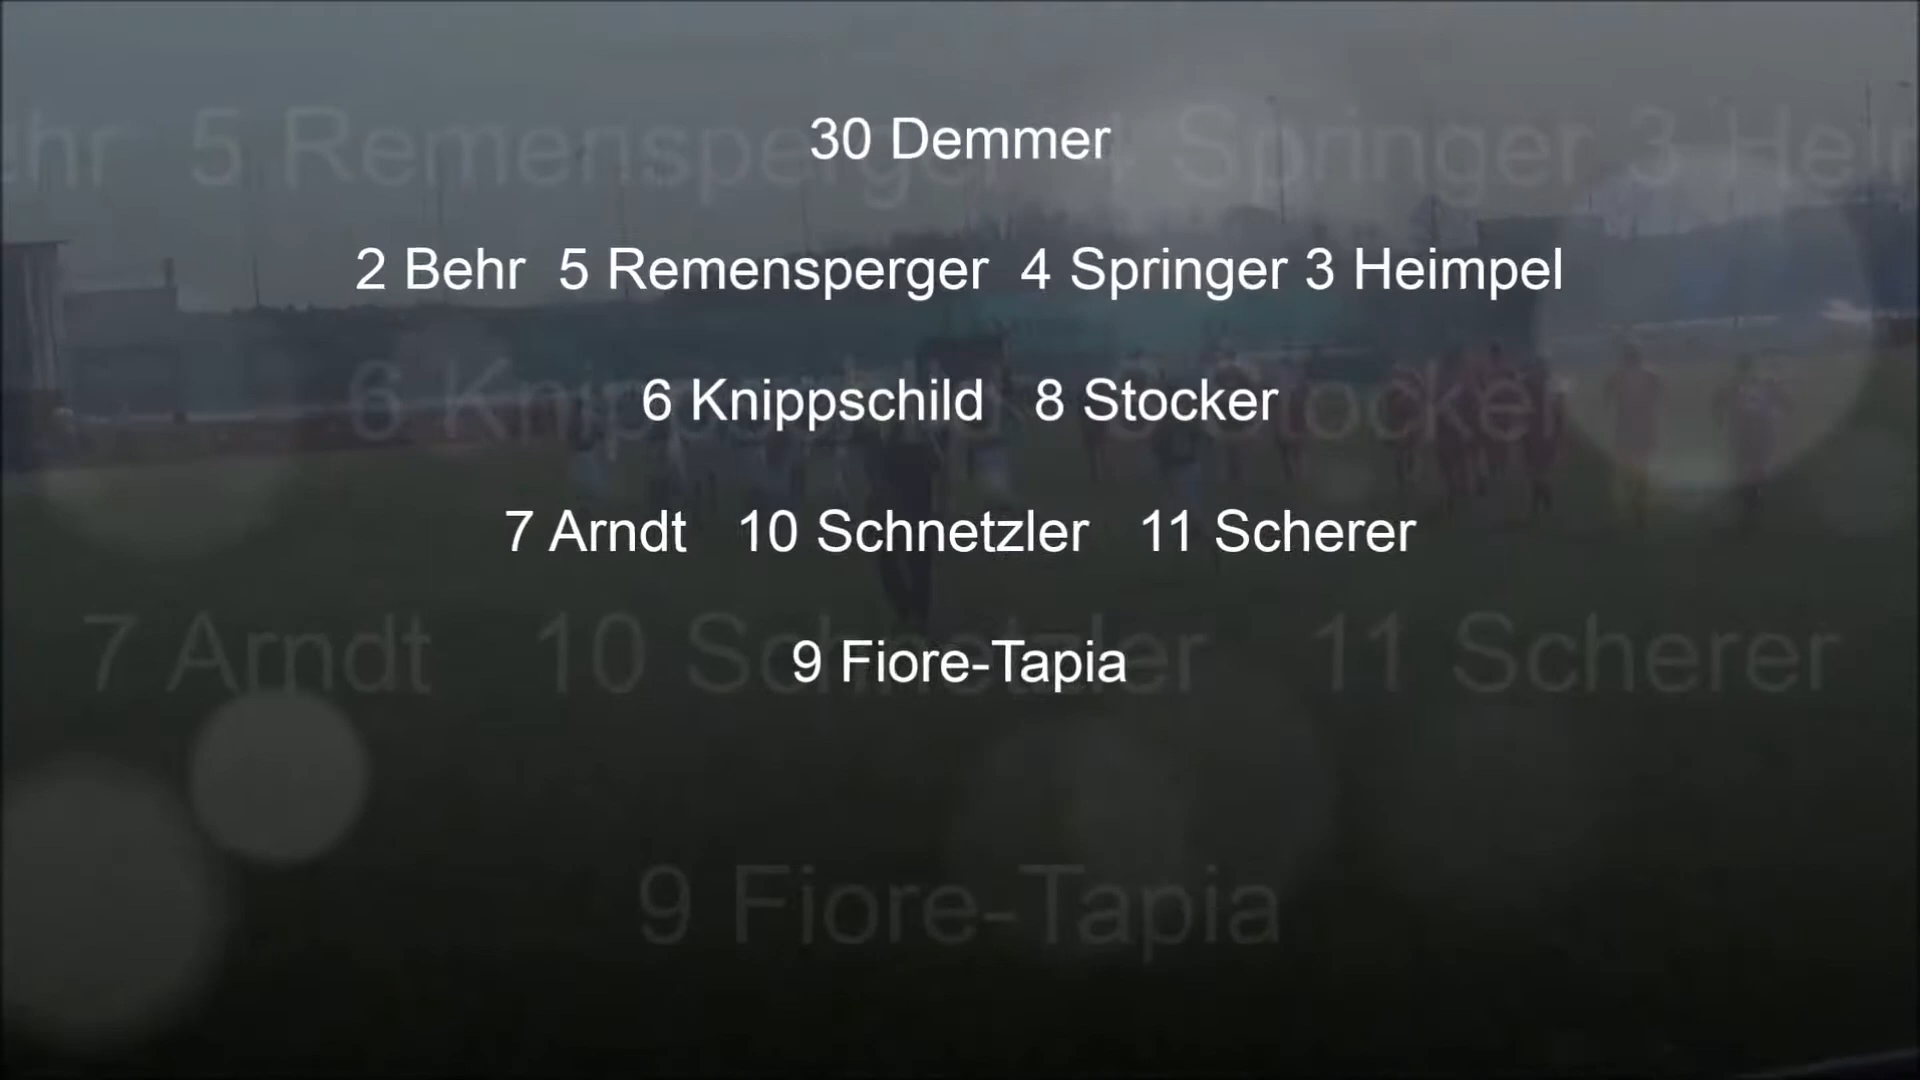 30 Demmer
2 Behr 5 Remensperger 4 Springer 3 Heimpel
6 Knippschild 8 Stocker
7 Arndt 10 Schnetzler 11 Scherer
9 Fiore-Tapia